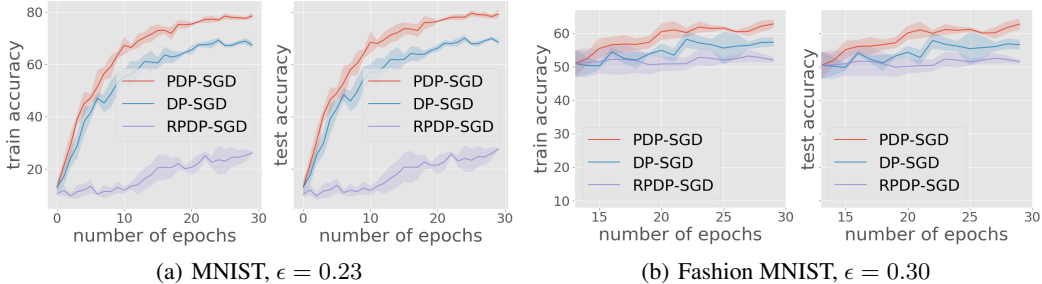 train accuracy
80
60
40
20
0
10
20
30
number of epochs
PDP-SGD
DP-SGD
RPDP-SGD
test accuracy
0
10
20
30
number of epochs
PDP-SGD
DP-SGD
RPDP-SGD
(a) MNIST, ϵ = 0.23
train accuracy
60
50
40
30
20
10
15
20
25
30
number of epochs
PDP-SGD
DP-SGD
RPDP-SGD
test accuracy
15
20
25
30
number of epochs
PDP-SGD
DP-SGD
RPDP-SGD
(b) Fashion MNIST, ϵ = 0.30